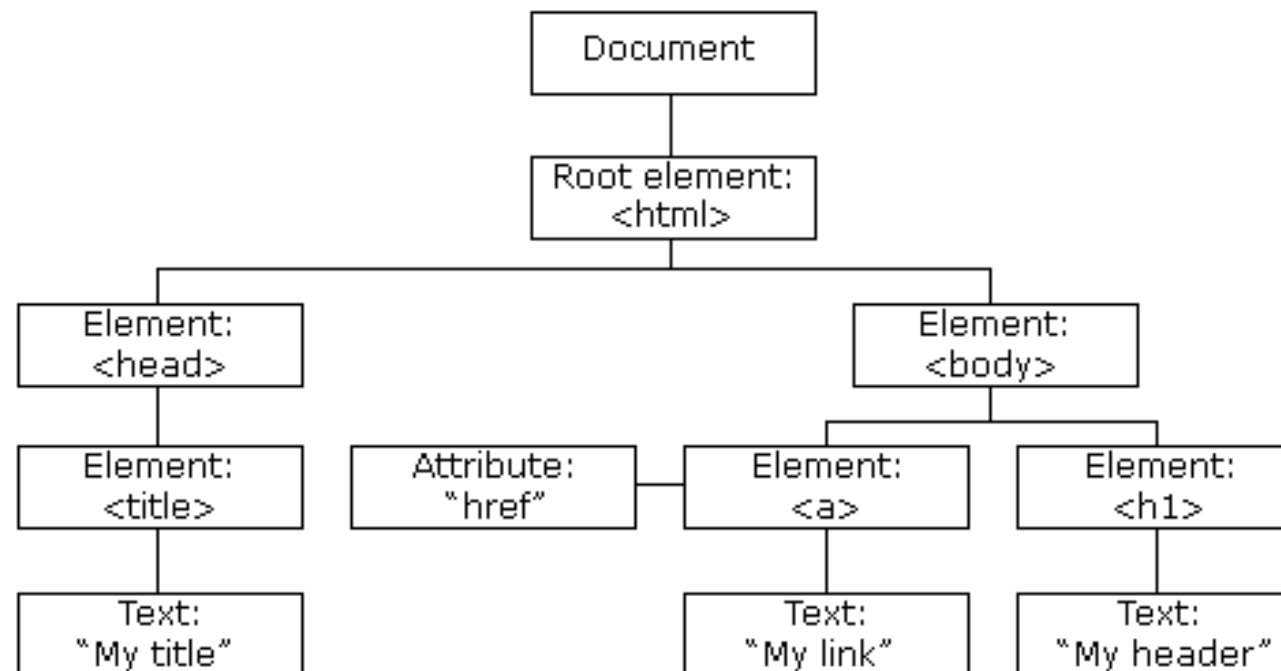 Document
Root element:
<html>
Element:
<head>
Element:
<body>
Element:
<title>
Attribute:
“href”
Element:
<a>
Element:
<h1>
Text:
“My title”
Text:
“My link”
Text:
“My header”